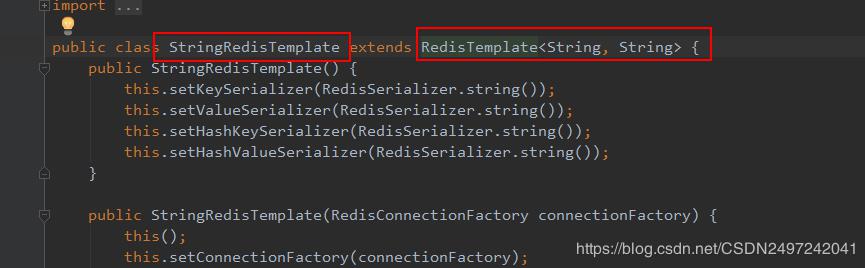 import ...
public class StringRedisTemplate extends RedisTemplate<String, String> {
public StringRedisTemplate() {
this.setKeySerializer(RedisSerializer.string());
this.setValueSerializer(RedisSerializer.string());
this.setHashKeySerializer(RedisSerializer.string());
this.setHashValueSerializer(RedisSerializer.string());
}
public StringRedisTemplate(RedisConnectionFactory connectionFactory) {
this();
this.setConnectionFactory(connectionFactory);
https://blog.csdn.net/CSDN2497242041